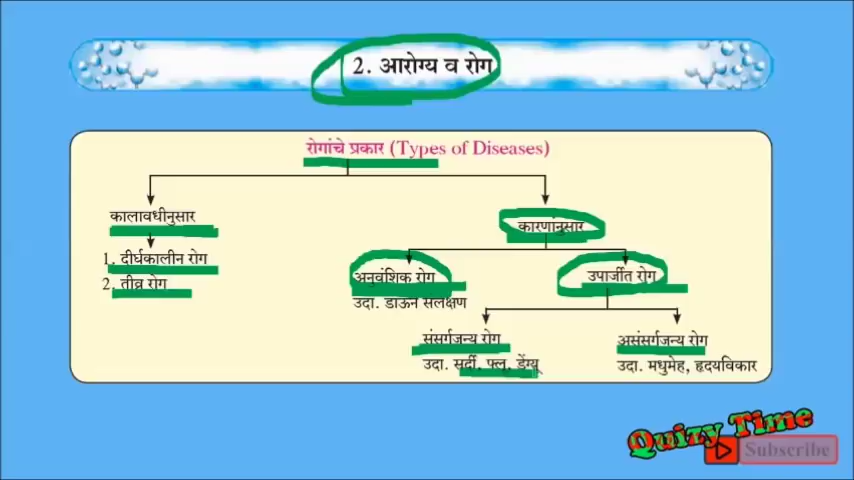 2. आरोग्य व रोग
रोगांचे प्रकार (Types of Diseases)
कालावधीनुसार
कारणांनुसार
1. दीर्घकालीन रोग
2. तीव्र रोग
अनुवंशिक रोग
उदा. डाऊन सलक्षण
उपार्जीत रोग
संसर्गजन्य रोग
उदा. सर्दी, फ्लू, डेंग्यू
असंसर्गजन्य रोग
उदा. मधुमेह, हृदयविकार
Quizy Time
Subscribe